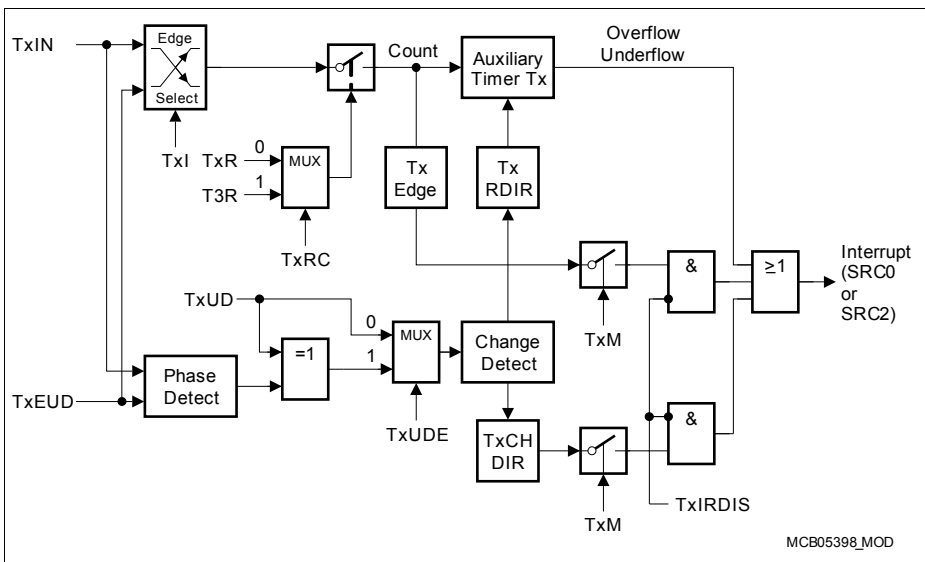 TxIN
Edge
Select
TxI
Count
Auxiliary
Timer Tx
Overflow
Underflow
TxR
0
T3R
1
MUX
TxRC
Tx
Edge
Tx
RDIR
TxM
&
≥1
Interrupt
(SRC0
or
SRC2)
TxUD
0
1
=1
MUX
TxUDE
Change
Detect
TxEUD
Phase
Detect
TxCH
DIR
TxM
&
TxIRDIS
MCB05398_MOD